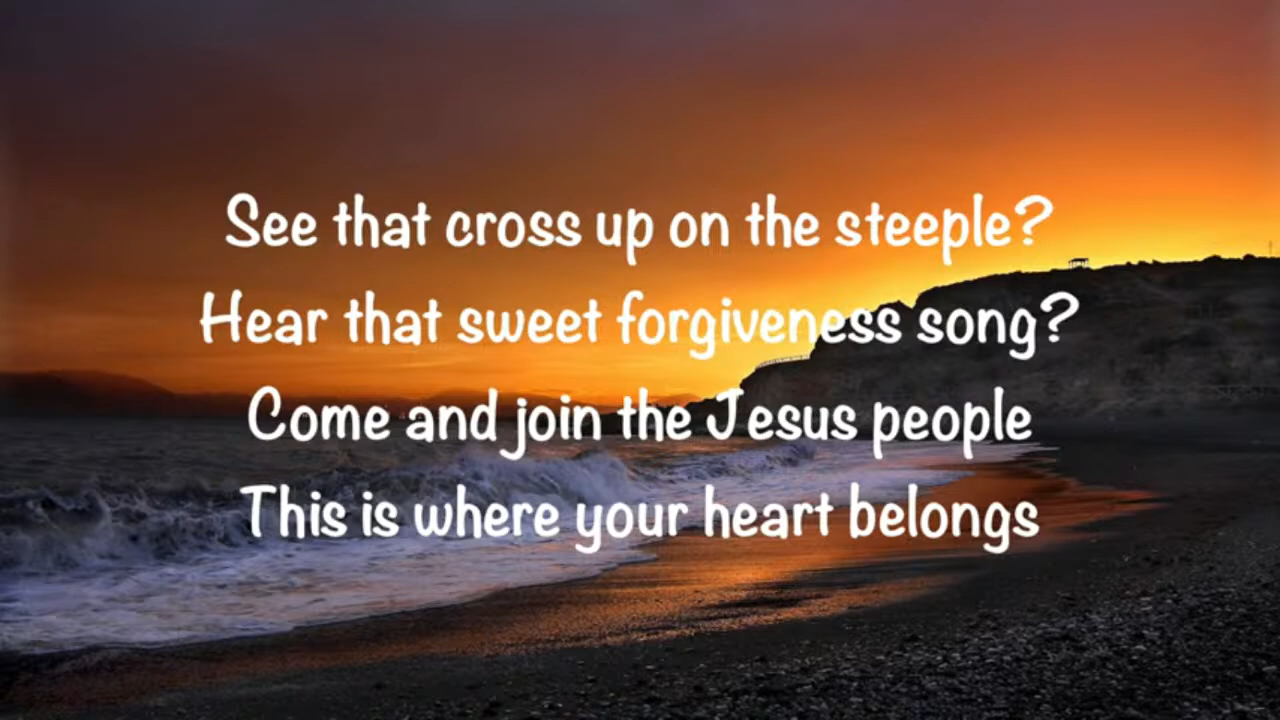 See that cross up on the steeple?
Hear that sweet forgiveness song?
Come and join the Jesus people
This is where your heart belongs